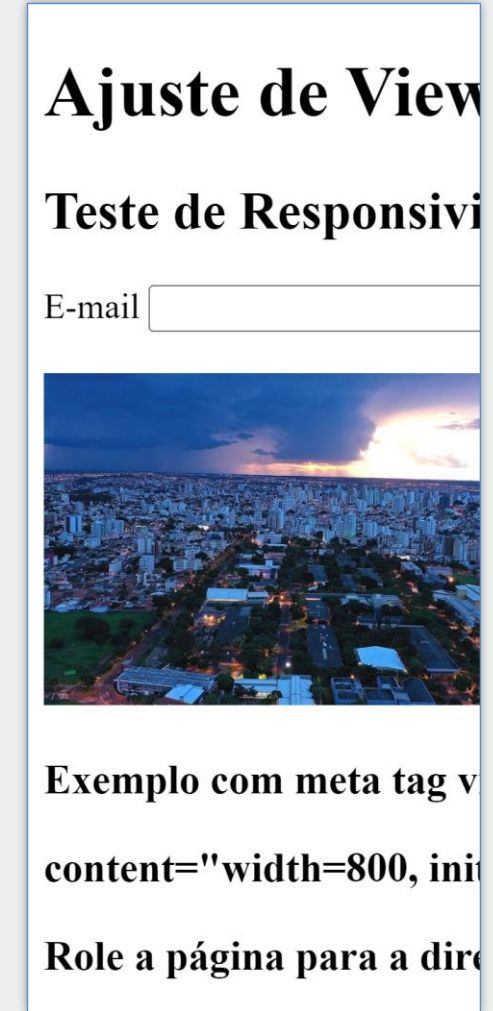 Ajuste de View
Teste de Responsivi
E-mail
Exemplo com meta tag v
content="width=800, init
Role a página para a dire